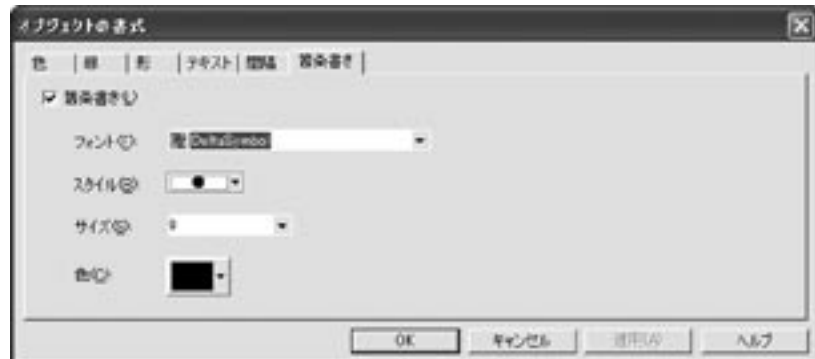 オブジェクトの書式
色 線 形 テキスト 間隔 箇条書き
箇条書き(L)
フォント(F): DeltaSymbol
スタイル(S):
サイズ(S): 9
色(C):
OK キャンセル 適用(A) ヘルプ